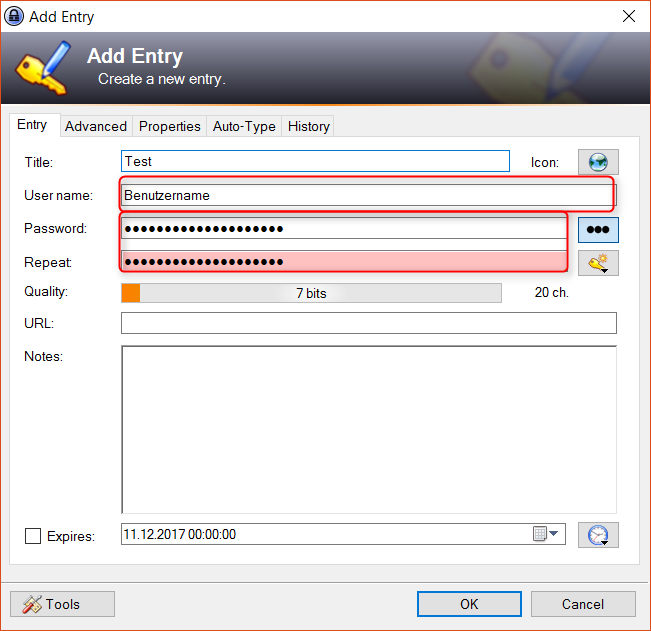 Add Entry
Add Entry
Create a new entry.
Entry Advanced Properties Auto-Type History
Title: Test Icon:
User name: Benutzername
Password: ●●●●●●●●●●●●●●●●●●●● ●●●
Repeat: ●●●●●●●●●●●●●●●●●●●●
Quality: 7 bits 20 ch.
URL:
Notes:
Expires: 11.12.2017 00:00:00
Tools OK Cancel